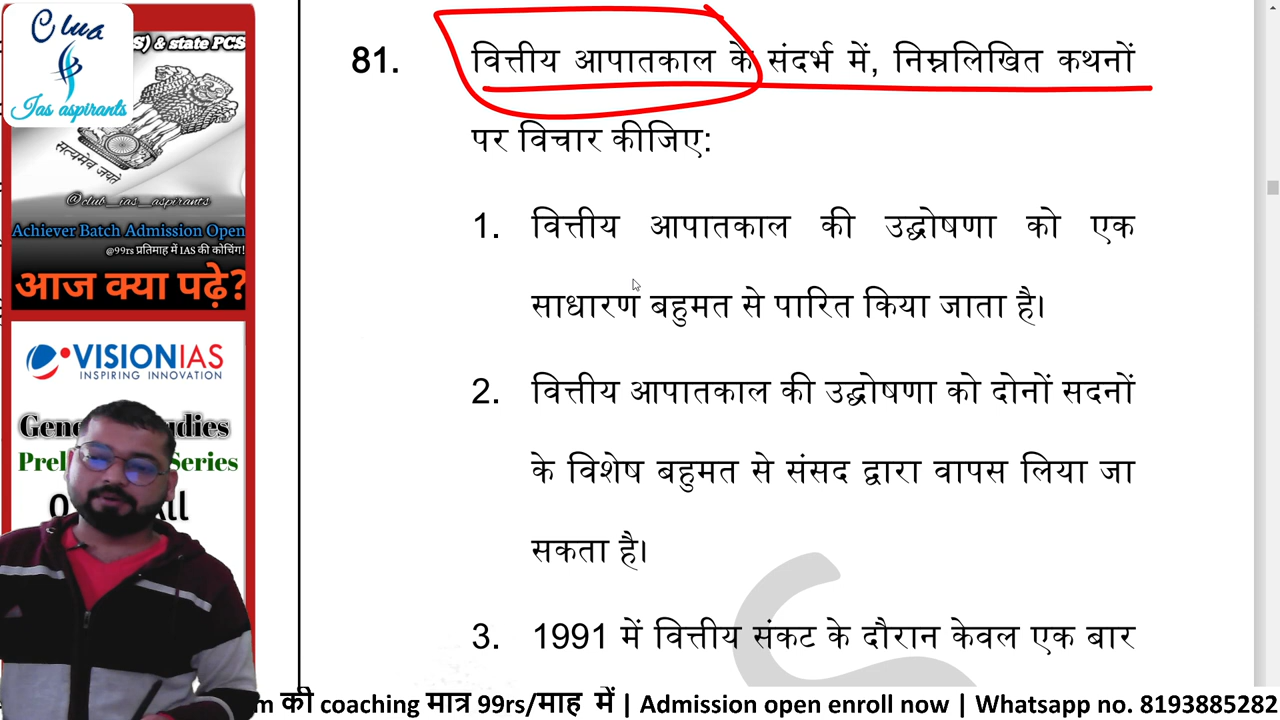 Club
IAS) & state PCS
Ias aspirants
सत्यमेव जयते
@club_ias_aspirants
Achiever Batch Admission Open
@99rs प्रतिमाह में IAS की कोचिंग!
आज क्या पढ़े?
VISIONIAS
INSPIRING INNOVATION
81. वित्तीय आपातकाल के संदर्भ में, निम्नलिखित कथनों
पर विचार कीजिए:
1. वित्तीय आपातकाल की उद्घोषणा को एक
साधारण बहुमत से पारित किया जाता है।
2. वित्तीय आपातकाल की उद्घोषणा को दोनों सदनों
के विशेष बहुमत से संसद द्वारा वापस लिया जा
सकता है।
3. 1991 में वित्तीय संकट के दौरान केवल एक बार
की coaching मात्र 99rs/माह में | Admission open enroll now | Whatsapp no. 8193885282